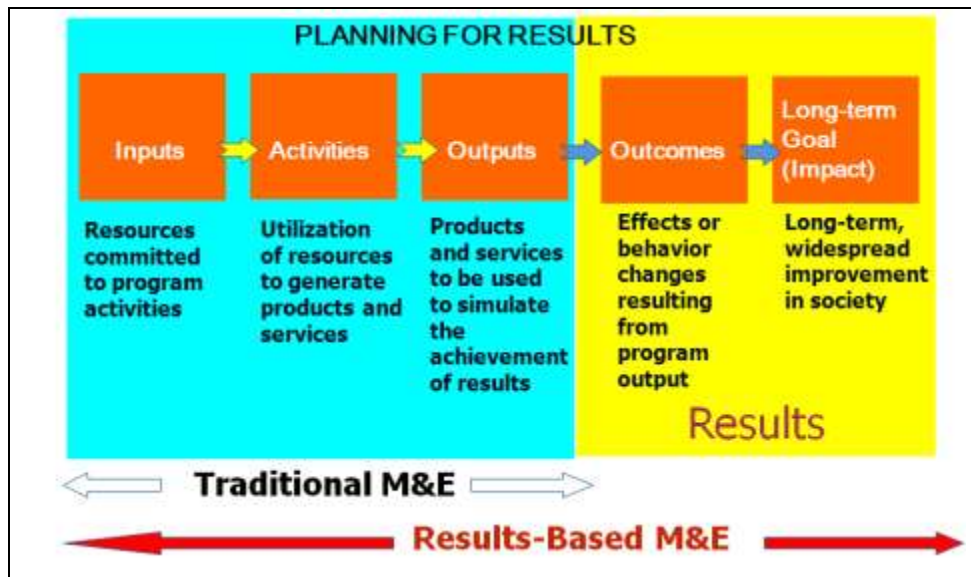 PLANNING FOR RESULTS
Inputs
Activities
Outputs
Outcomes
Long-term
Goal
(Impact)
Resources
committed
to program
activities
Utilization
of resources
to generate
products and
services
Products
and services
to be used
to simulate
the
achievement
of results
Effects or
behavior
changes
resulting
from
program
output
Long-term,
widespread
improvement
in society
Results
Traditional M&E
Results-Based M&E